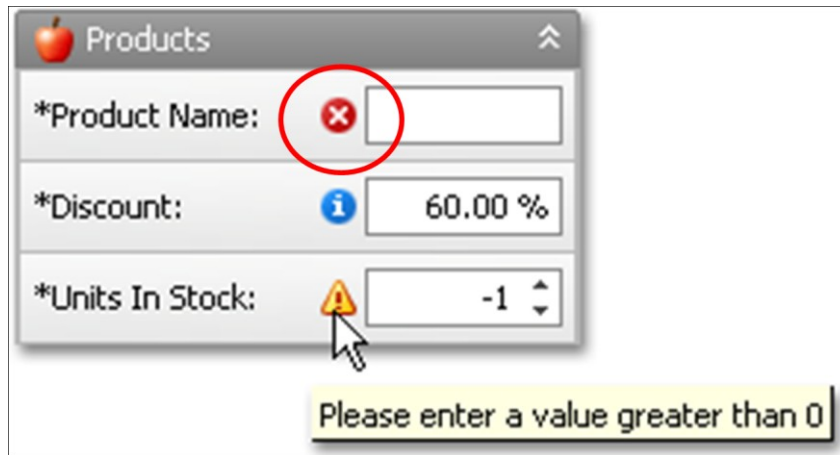 Products
*Product Name:
*Discount: 60.00 %
*Units In Stock: -1
Please enter a value greater than 0